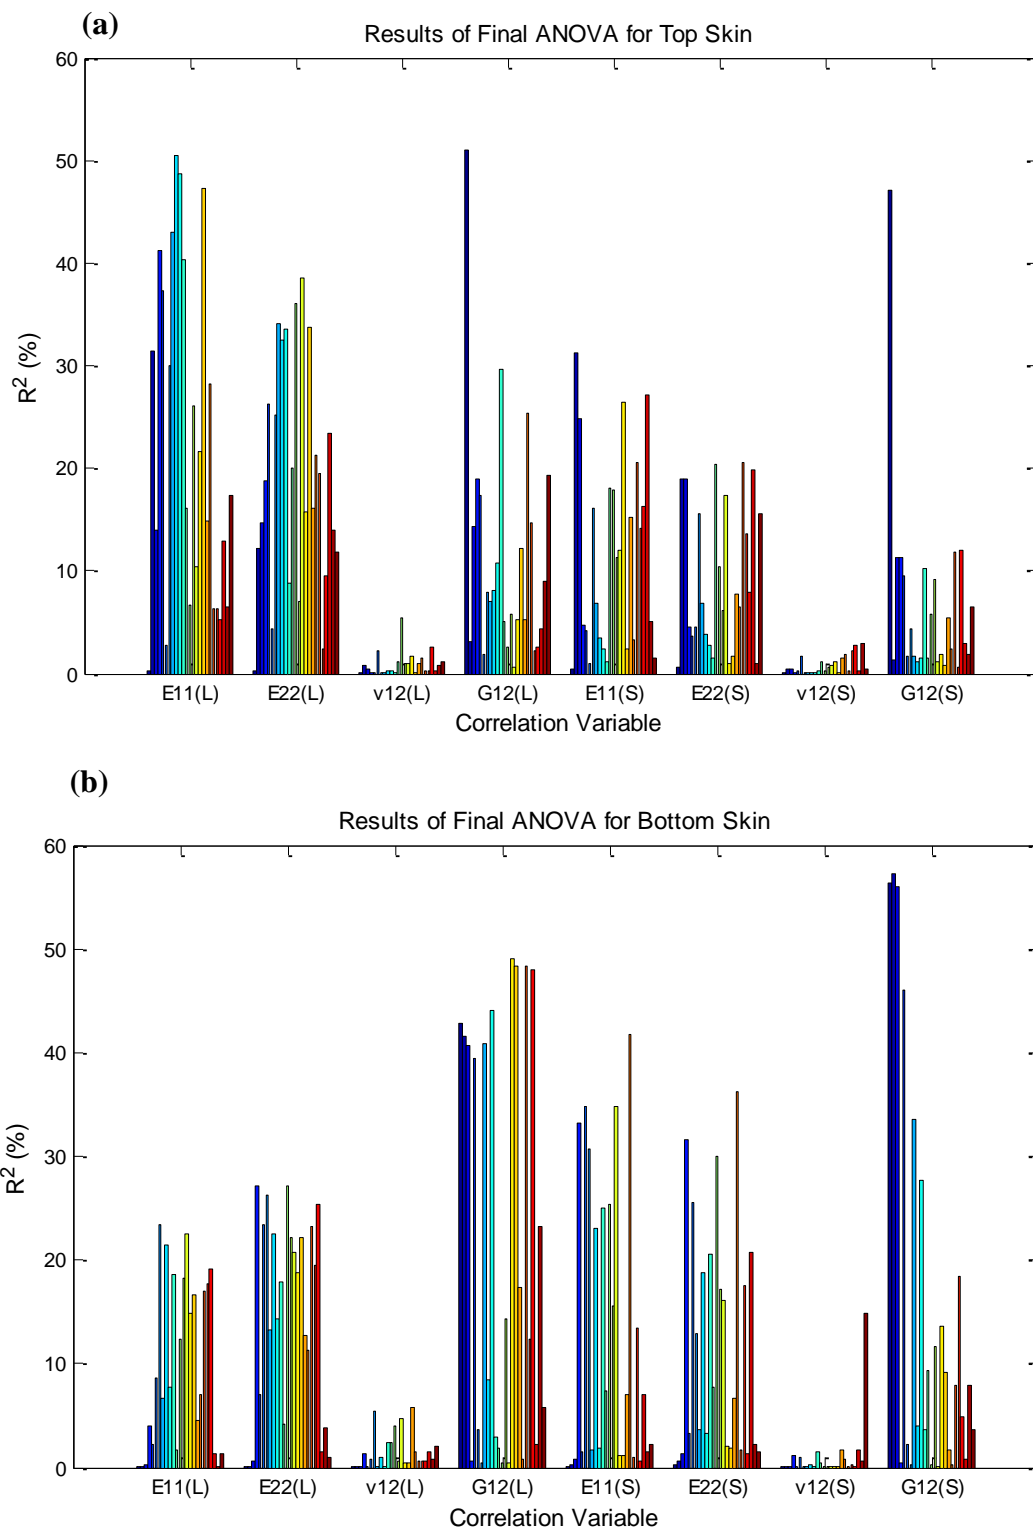 (a)
Results of Final ANOVA for Top Skin
60
50
40
30
20
10
0
R² (%)
E11(L) E22(L) v12(L) G12(L) E11(S) E22(S) v12(S) G12(S)
Correlation Variable
(b)
Results of Final ANOVA for Bottom Skin
60
50
40
30
20
10
0
R² (%)
E11(L) E22(L) v12(L) G12(L) E11(S) E22(S) v12(S) G12(S)
Correlation Variable